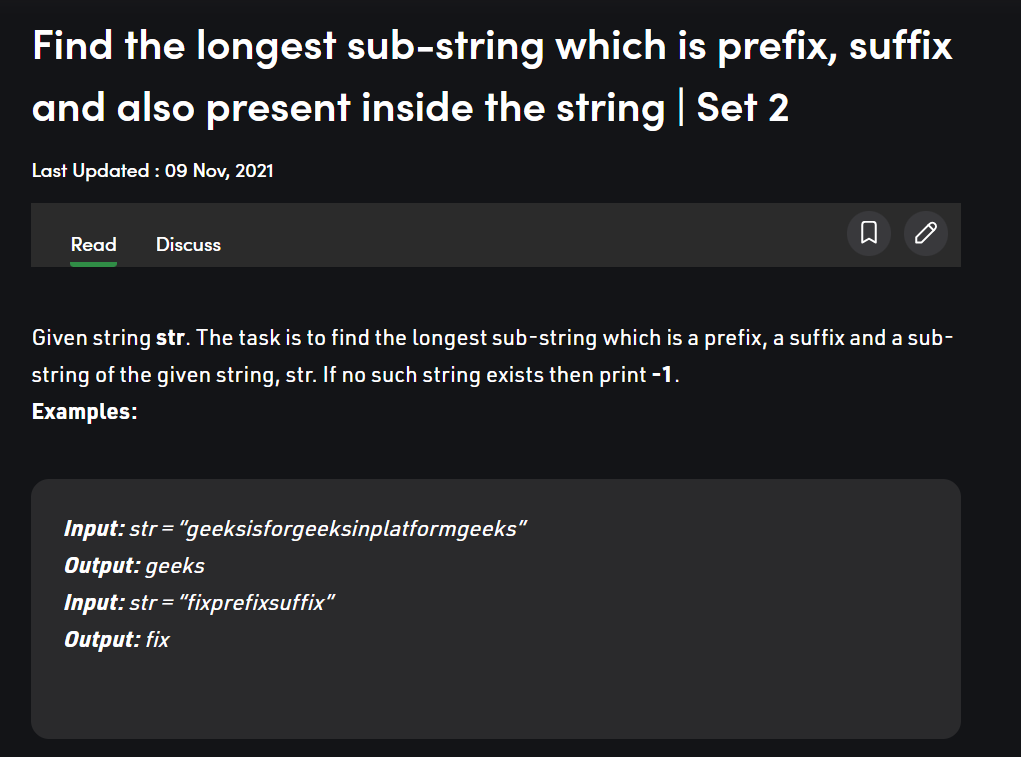 Find the longest sub-string which is prefix, suffix
and also present inside the string | Set 2
Last Updated : 09 Nov, 2021
Read Discuss
Given string str. The task is to find the longest sub-string which is a prefix, a suffix and a sub-
string of the given string, str. If no such string exists then print -1.
Examples:
Input: str = “geeksisforgeeksinplatformgeeks”
Output: geeks
Input: str = “fixprefixsuffix”
Output: fix